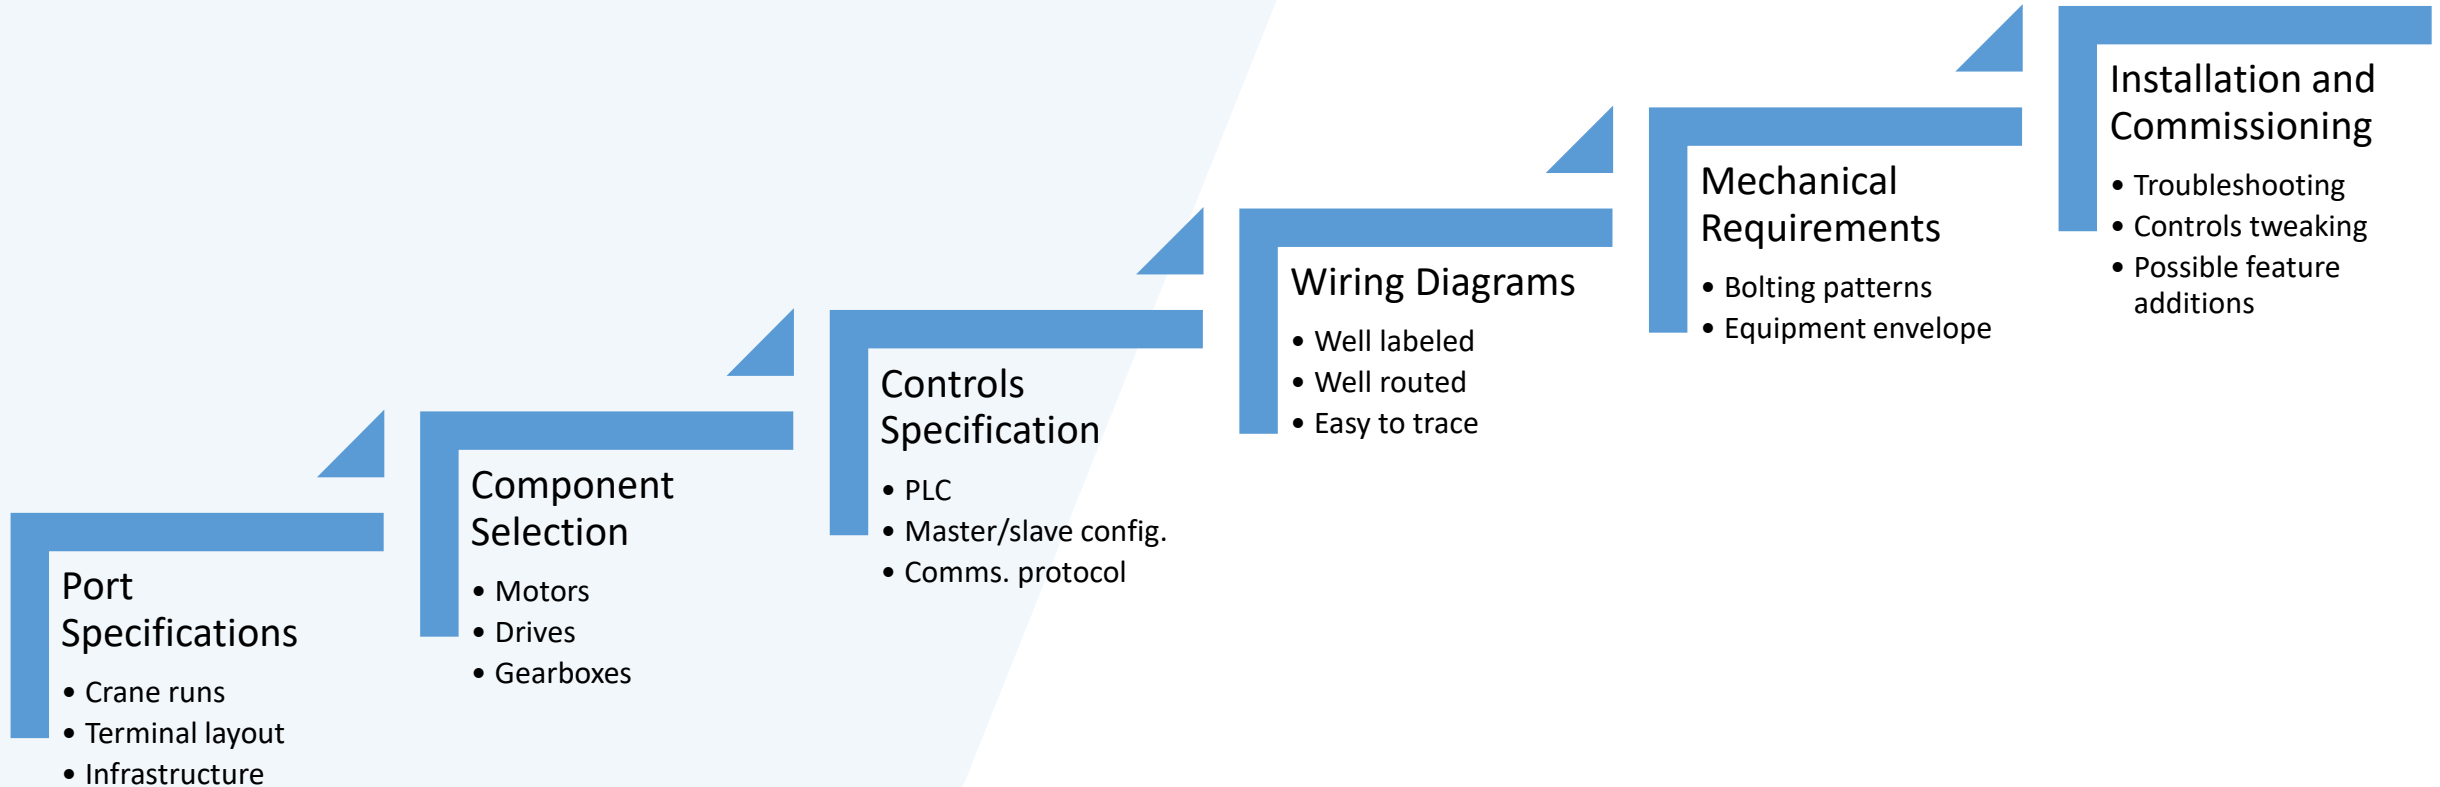 Port
Specifications
• Crane runs
• Terminal layout
• Infrastructure
Component
Selection
• Motors
• Drives
• Gearboxes
Controls
Specification
• PLC
• Master/slave config.
• Comms. protocol
Wiring Diagrams
• Well labeled
• Well routed
• Easy to trace
Mechanical
Requirements
• Bolting patterns
• Equipment envelope
Installation and
Commissioning
• Troubleshooting
• Controls tweaking
• Possible feature
additions